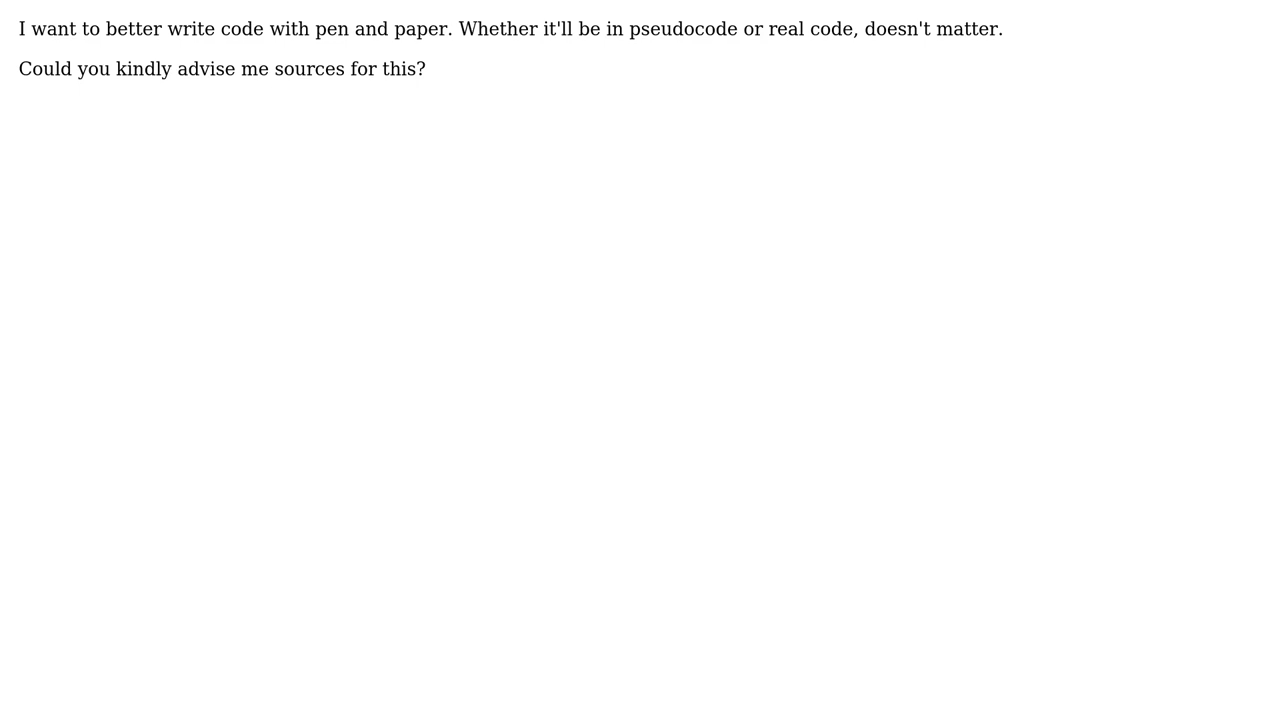 I want to better write code with pen and paper. Whether it'll be in pseudocode or real code, doesn't matter.
Could you kindly advise me sources for this?